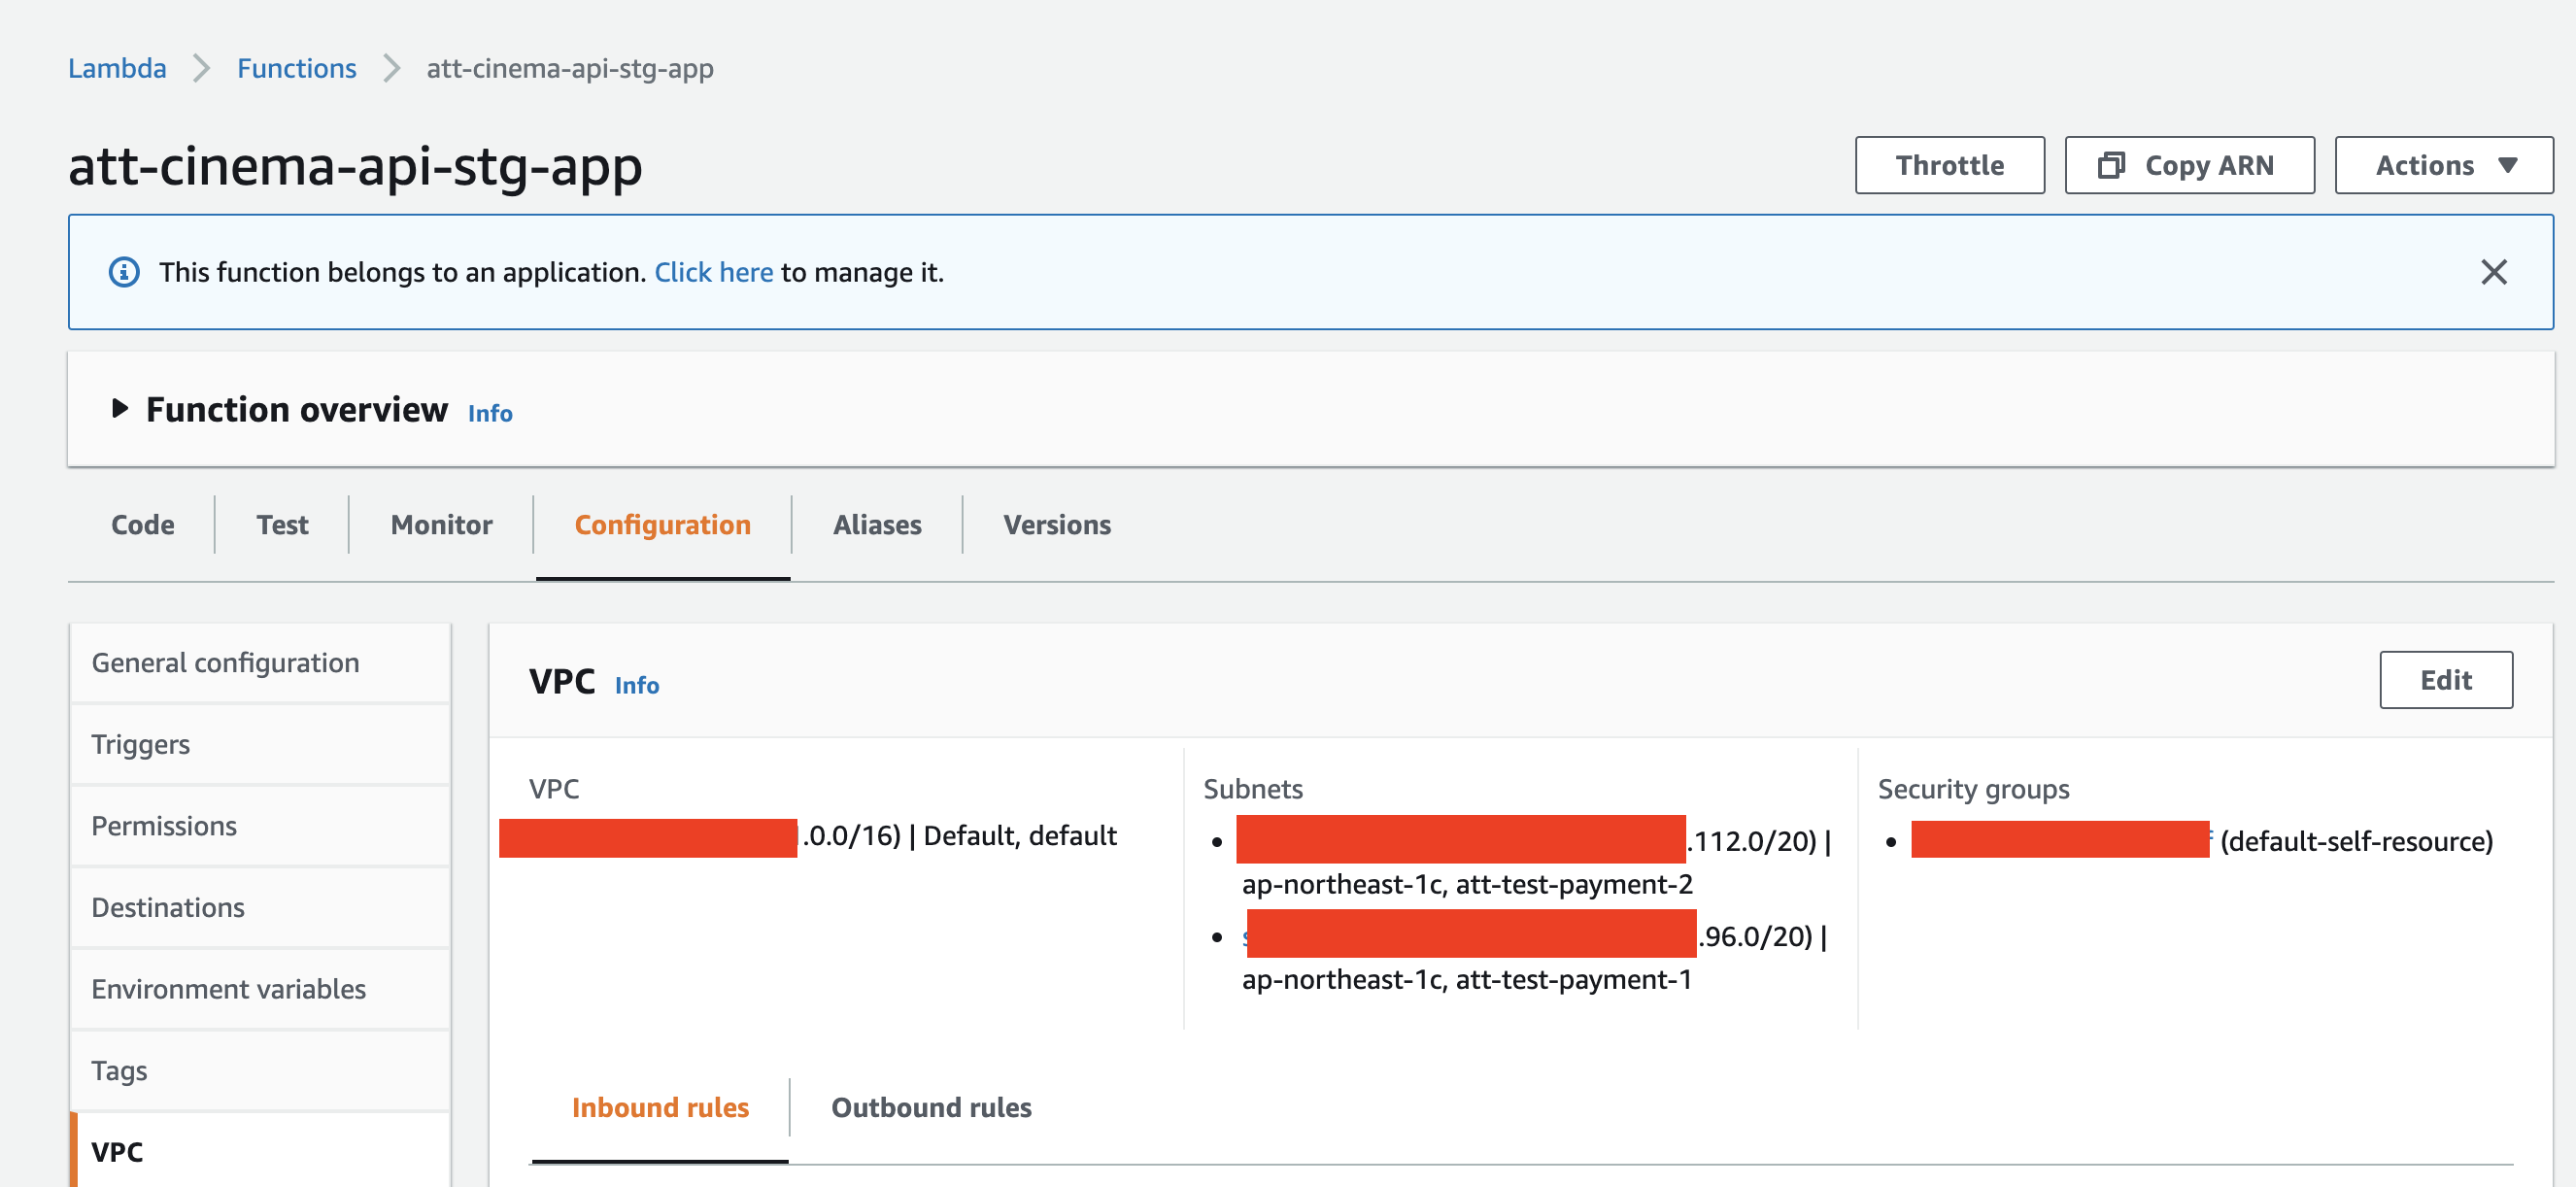 Lambda > Functions > att-cinema-api-stg-app
att-cinema-api-stg-app
Throttle
Copy ARN
Actions
This function belongs to an application. Click here to manage it.
Function overview Info
Code
Test
Monitor
Configuration
Aliases
Versions
General configuration
Triggers
Permissions
Destinations
Environment variables
Tags
VPC
VPC Info
Edit
VPC
.0.0/16) | Default, default
Subnets
.112.0/20) |
ap-northeast-1c, att-test-payment-2
.96.0/20) |
ap-northeast-1c, att-test-payment-1
Security groups
(default-self-resource)
Inbound rules
Outbound rules